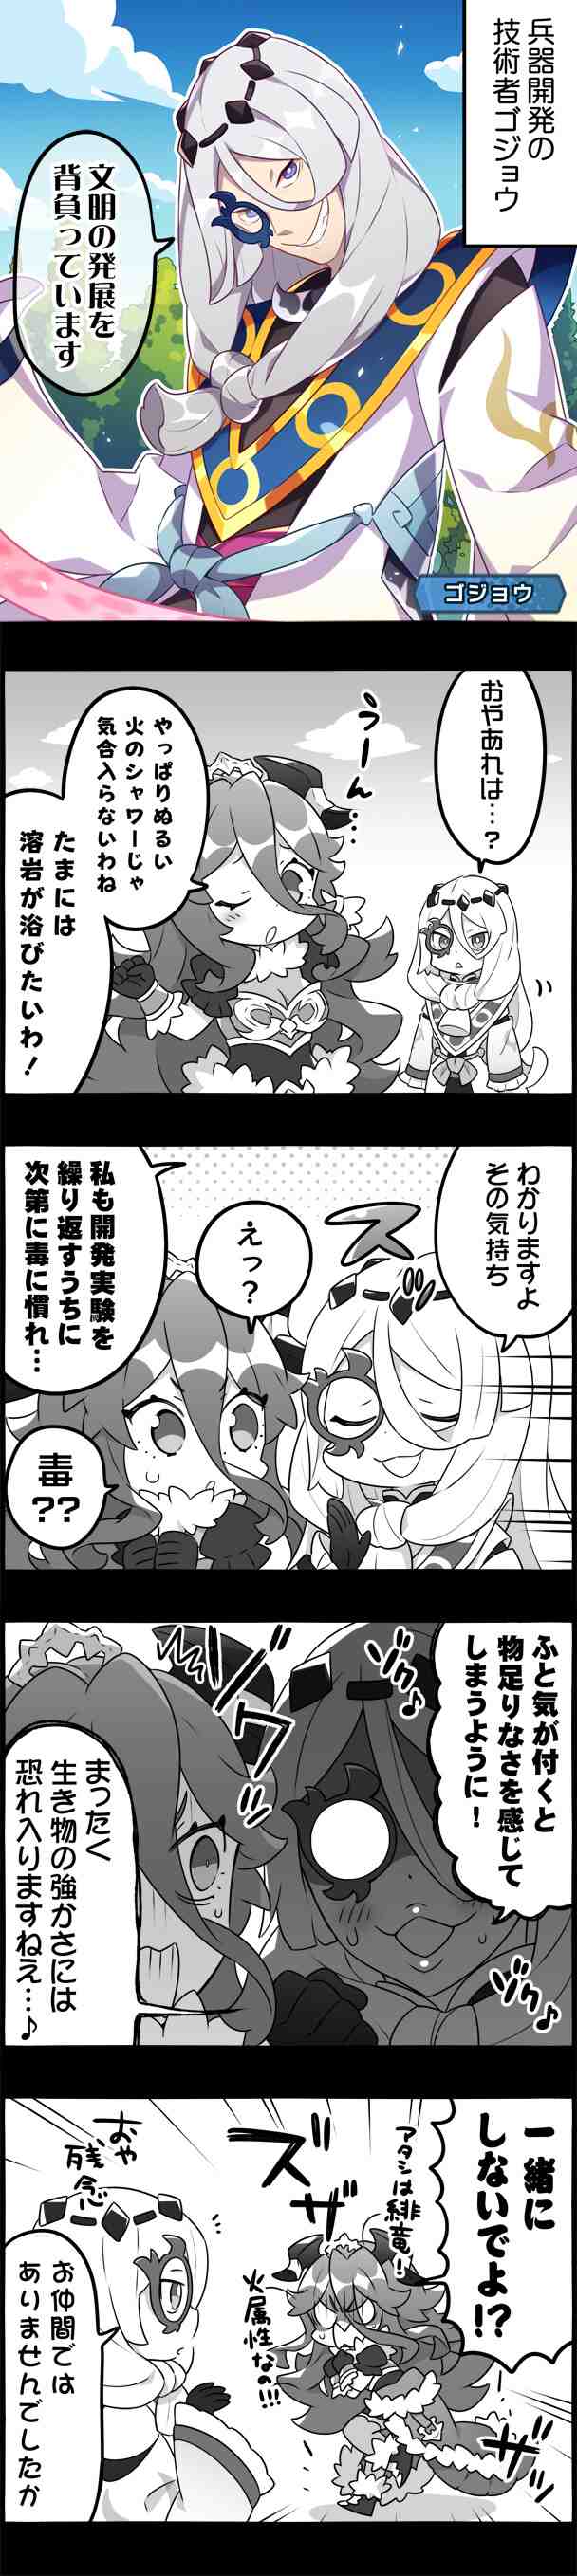 兵器開発の
技術者ゴジョウ
文明の発展を
背負っています
ゴジョウ
おやあれは…?
うーん…
やっぱりぬるい
火のシャワーじゃ
気合入らないわね
たまには
溶岩が浴びたいわ!
わかりますよ
その気持ち
スッ
えっ?
私も開発実験を
繰り返すうちに
次第に毒に慣れ…
毒
??
ふと気が付くと
物足りなさを感じて
しまうように!
ゾク♪
ゾク♪
ビクッ
まったく
生き物の強かさには
恐れ入りますねえ…♪
一緒に
しないでよ!?
アタシは緋竜!
火属性なの!!!
ズザ
ササッ
おや
残念
お仲間では
ありませんでしたか